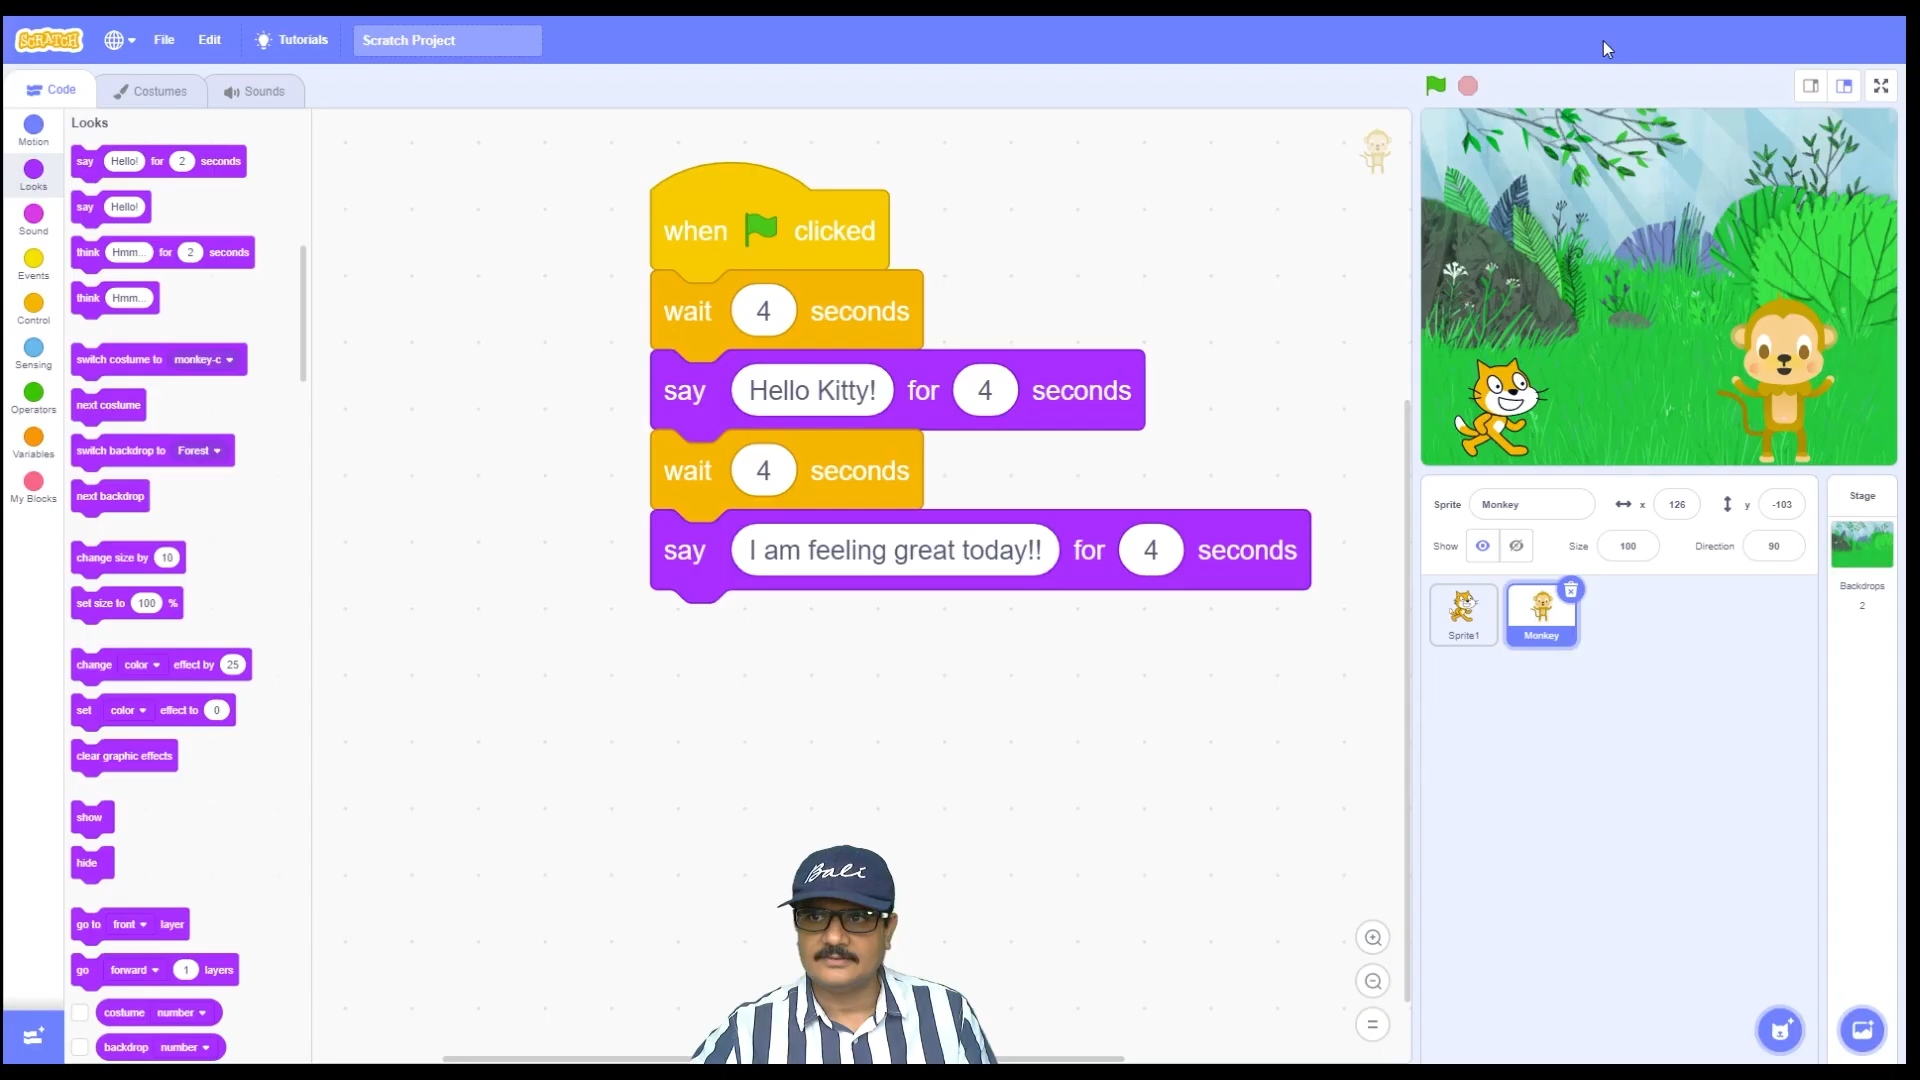 SCRATCH File Edit Tutorials Scratch Project
Code Costumes Sounds
Motion
Looks
Sound
Events
Control
Sensing
Operators
Variables
My Blocks
Looks
say Hello! for 2 seconds
say Hello!
think Hmm... for 2 seconds
think Hmm...
switch costume to monkey-c
next costume
switch backdrop to Forest
next backdrop
change size by 10
set size to 100 %
change color effect by 25
set color effect to 0
clear graphic effects
show
hide
go to front layer
go forward 1 layers
costume number
backdrop number
when clicked
wait 4 seconds
say Hello Kitty! for 4 seconds
wait 4 seconds
say I am feeling great today!! for 4 seconds
Bali
Sprite Monkey x 126 y -103
Show Size 100 Direction 90
Sprite1 Monkey
Stage
Backdrops
2